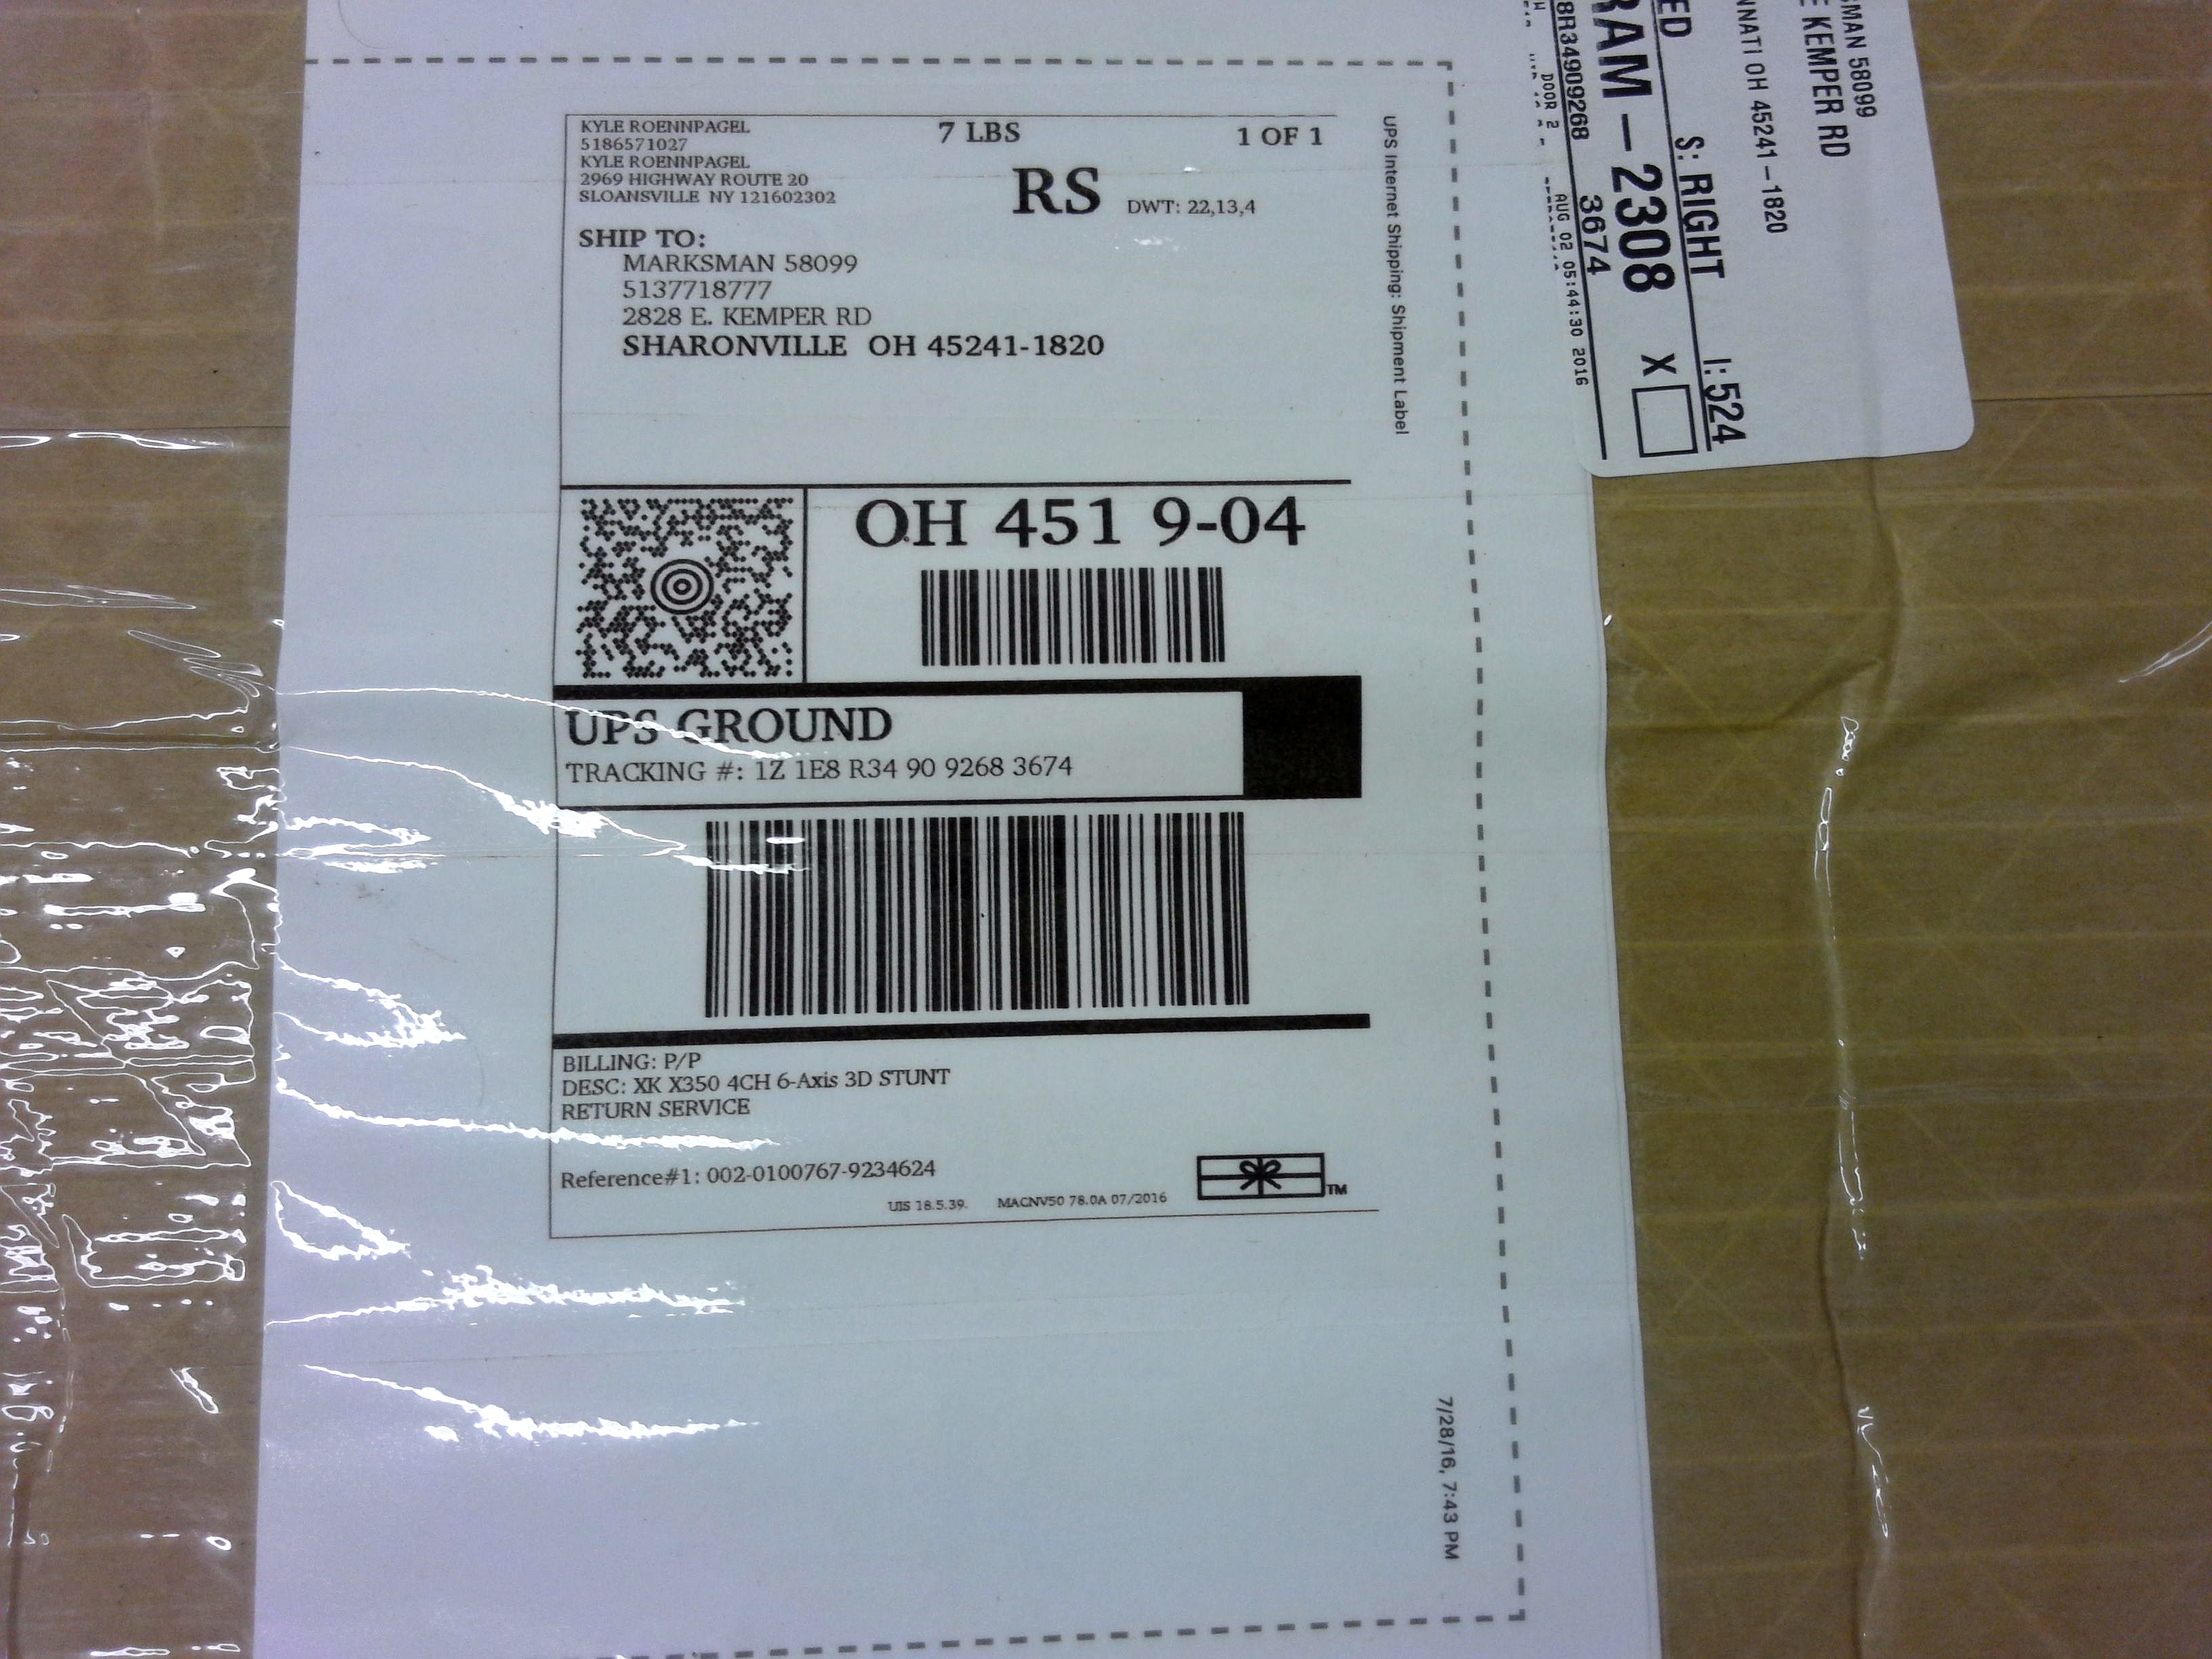 KYLE ROENNPAGEL
5186571027
KYLE ROENNPAGEL
2969 HIGHWAY ROUTE 20
SLOANSVILLE NY 121602302
7 LBS
1 OF 1
RS
DWT: 22,13,4
SHIP TO:
MARKSMAN 58099
5137718777
2828 E. KEMPER RD
SHARONVILLE OH 45241-1820
OH 451 9-04
UPS GROUND
TRACKING #: 1Z 1E8 R34 90 9268 3674
BILLING: P/P
DESC: XK X350 4CH 6-Axis 3D STUNT
RETURN SERVICE
Reference#1: 002-0100767-9234624
UIS 18.5.39. MACNV50 78.0A 07/2016
TM
UPS Internet Shipping: Shipment Label
7/28/16, 7:43 PM
SMAN 58099
E KEMPER RD
NNATI OH 45241-1820
ED S: RIGHT I: 524
RAM-2308 X
8R34909268 3674
DOOR 2 AUG 02 05:44:30 2016